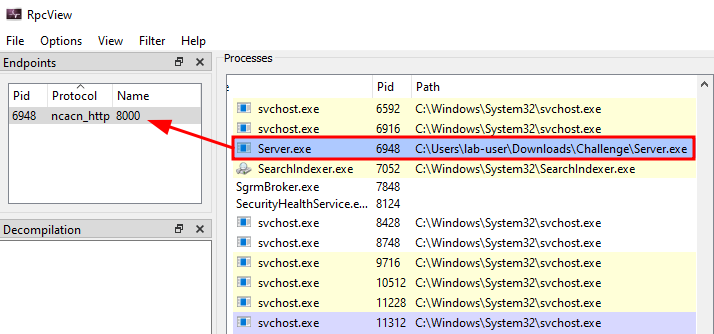 RpcView
File Options View Filter Help
Endpoints
Pid Protocol Name
6948 ncacn_http 8000
Decompilation
Processes
e Pid Path
svchost.exe 6592 C:\Windows\System32\svchost.exe
svchost.exe 6916 C:\Windows\System32\svchost.exe
Server.exe 6948 C:\Users\lab-user\Downloads\Challenge\Server.exe
SearchIndexer.exe 7052 C:\Windows\System32\SearchIndexer.exe
SgrmBroker.exe 7848
SecurityHealthService.e... 8124
svchost.exe 8428 C:\Windows\System32\svchost.exe
svchost.exe 8748 C:\Windows\System32\svchost.exe
svchost.exe 9716 C:\Windows\System32\svchost.exe
svchost.exe 10512 C:\Windows\System32\svchost.exe
svchost.exe 11228 C:\Windows\System32\svchost.exe
svchost.exe 11312 C:\Windows\System32\svchost.exe